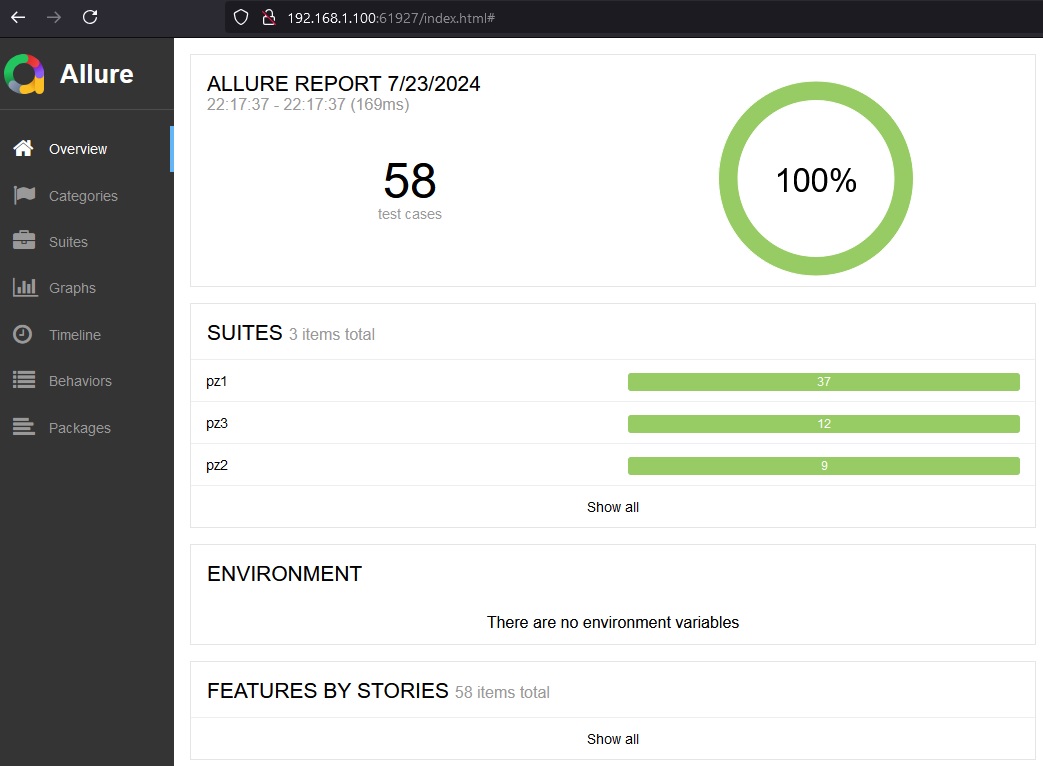 192.168.1.100:61927/index.html#
Allure
Overview
Categories
Suites
Graphs
Timeline
Behaviors
Packages
ALLURE REPORT 7/23/2024
22:17:37 - 22:17:37 (169ms)
58
test cases
100%
SUITES 3 items total
pz1 37
pz3 12
pz2 9
Show all
ENVIRONMENT
There are no environment variables
FEATURES BY STORIES 58 items total
Show all